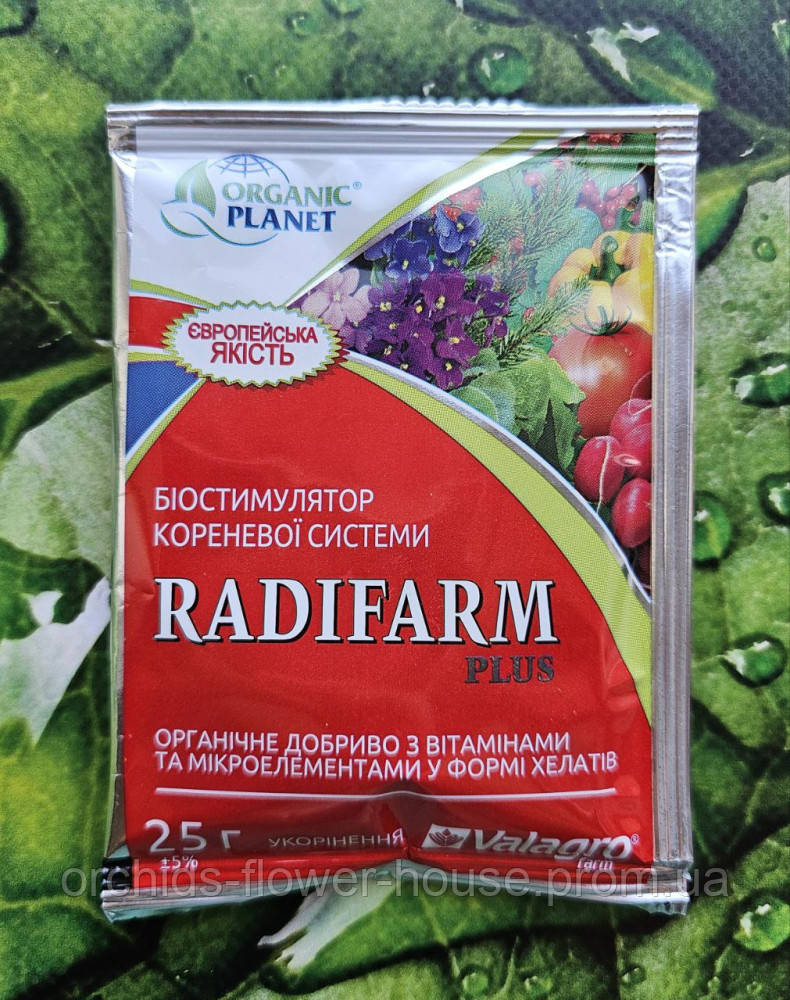 ORGANIC®
PLANET
ЄВРОПЕЙСЬКА
ЯКІСТЬ
БІОСТИМУЛЯТОР
КОРЕНЕВОЇ СИСТЕМИ
RADIFARM
PLUS
ОРГАНІЧНЕ ДОБРИВО З ВІТАМІНАМИ
ТА МІКРОЕЛЕМЕНТАМИ У ФОРМІ ХЕЛАТІВ
25 г УКОРІНЕННЯ Valagro®
±5% farm
orchids-flower-house.prom.ua